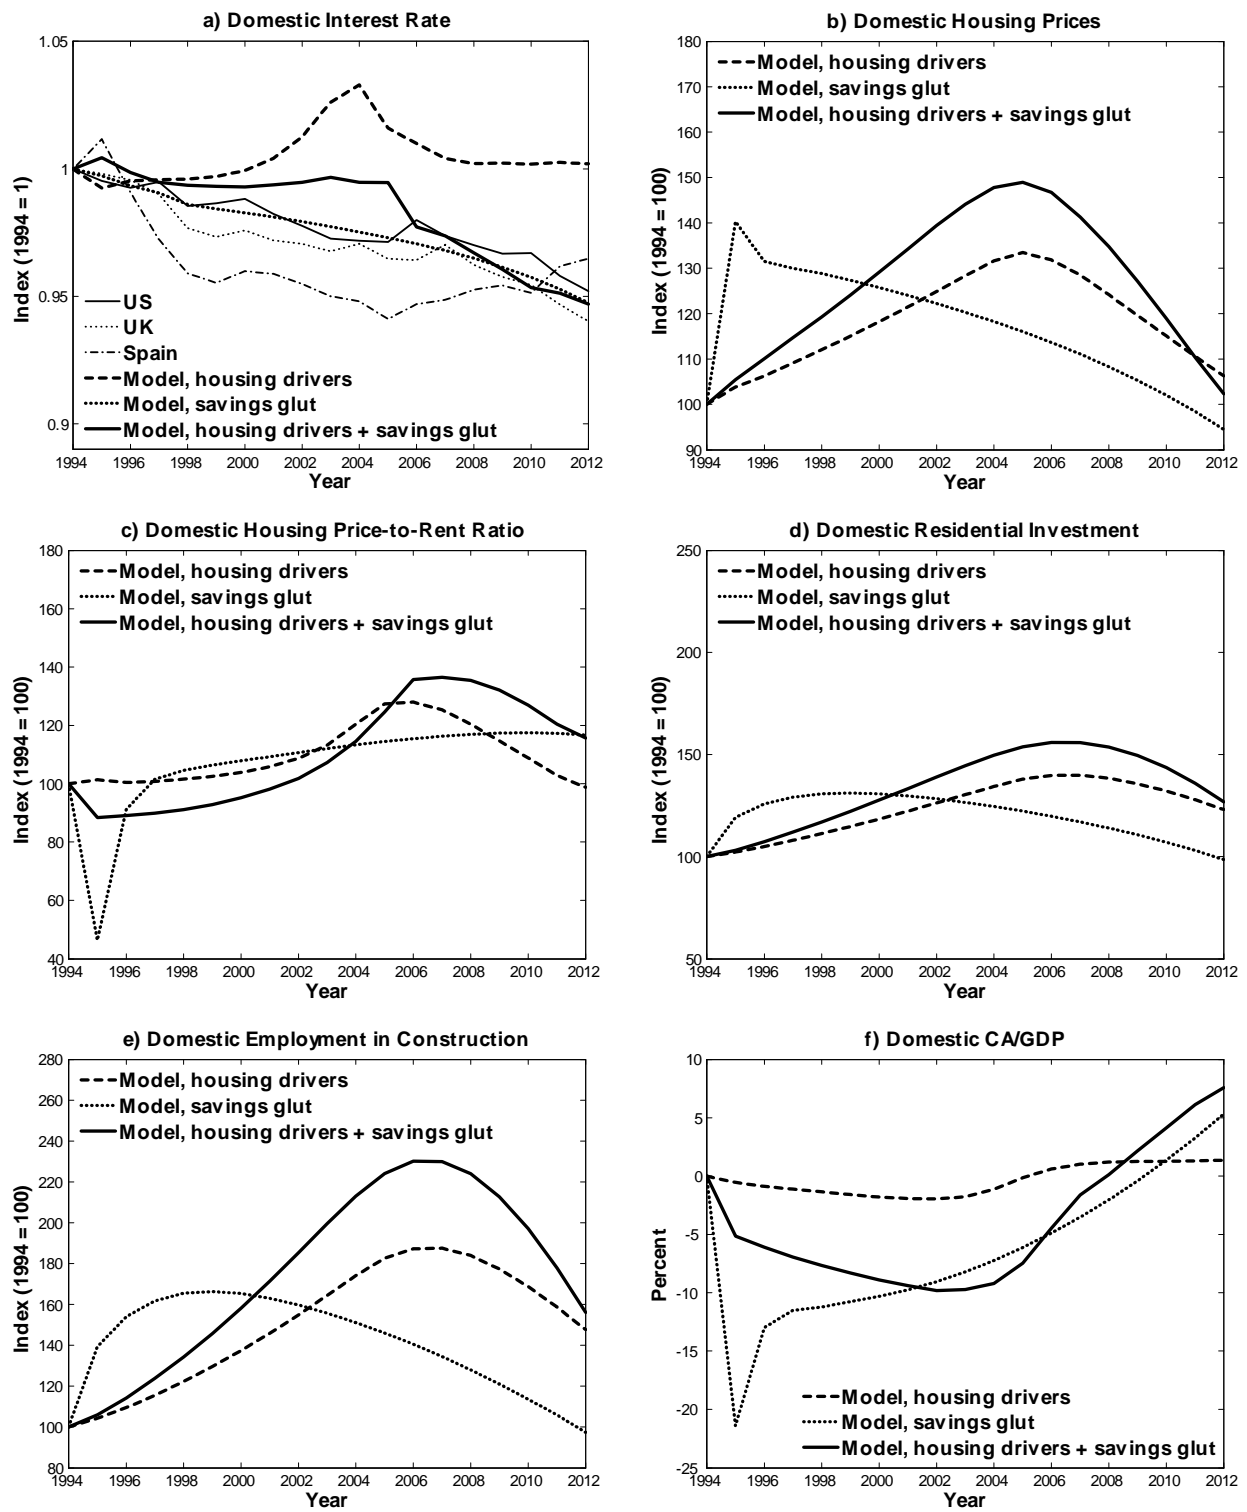 a) Domestic Interest Rate
1.05
1
0.95
0.9
Index (1994 = 1)
US
UK
Spain
Model, housing drivers
Model, savings glut
Model, housing drivers + savings glut
1994 1996 1998 2000 2002 2004 2006 2008 2010 2012
Year
b) Domestic Housing Prices
180
170
160
150
140
130
120
110
100
90
Index (1994 = 100)
Model, housing drivers
Model, savings glut
Model, housing drivers + savings glut
1994 1996 1998 2000 2002 2004 2006 2008 2010 2012
Year
c) Domestic Housing Price-to-Rent Ratio
180
160
140
120
100
80
60
40
Index (1994 = 100)
Model, housing drivers
Model, savings glut
Model, housing drivers + savings glut
1994 1996 1998 2000 2002 2004 2006 2008 2010 2012
Year
d) Domestic Residential Investment
250
200
150
100
50
Index (1994 = 100)
Model, housing drivers
Model, savings glut
Model, housing drivers + savings glut
1994 1996 1998 2000 2002 2004 2006 2008 2010 2012
Year
e) Domestic Employment in Construction
280
260
240
220
200
180
160
140
120
100
80
Index (1994 = 100)
Model, housing drivers
Model, savings glut
Model, housing drivers + savings glut
1994 1996 1998 2000 2002 2004 2006 2008 2010 2012
Year
f) Domestic CA/GDP
10
5
0
-5
-10
-15
-20
-25
Percent
Model, housing drivers
Model, savings glut
Model, housing drivers + savings glut
1994 1996 1998 2000 2002 2004 2006 2008 2010 2012
Year